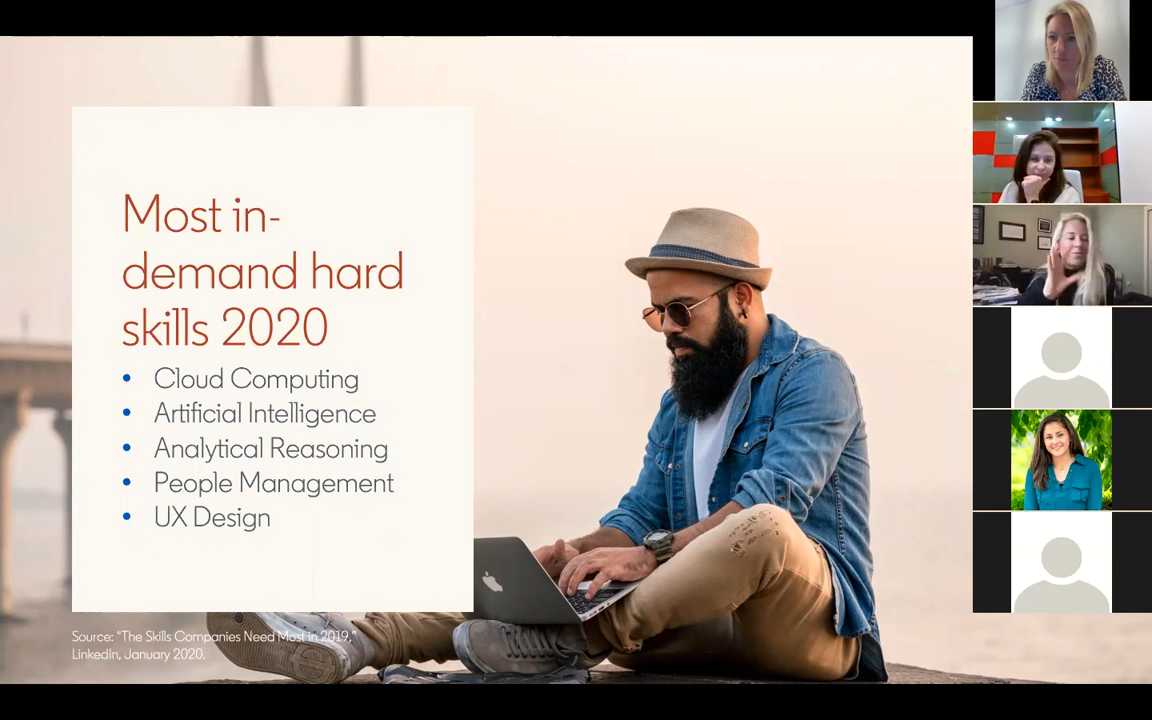 Most in-
demand hard
skills 2020
• Cloud Computing
• Artificial Intelligence
• Analytical Reasoning
• People Management
• UX Design
Source: "The Skills Companies Need Most in 2019,"
LinkedIn, January 2020.